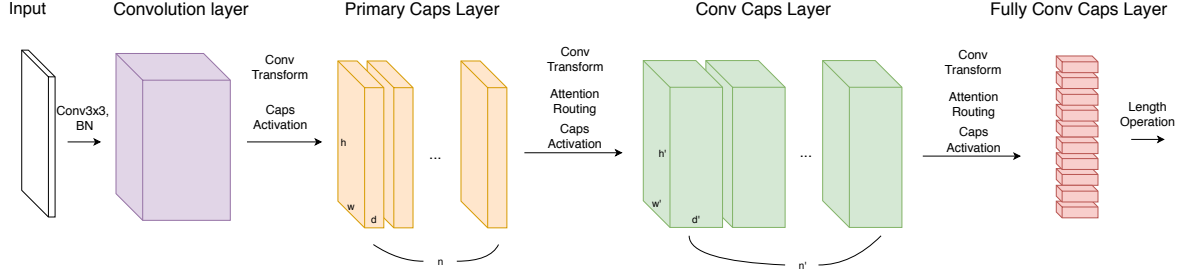 Input
Convolution layer
Primary Caps Layer
Conv Caps Layer
Fully Conv Caps Layer
Conv3x3,
BN
Conv
Transform
Caps
Activation
h
w
d
...
n
Conv
Transform
Attention
Routing
Caps
Activation
h'
w'
d'
...
n'
Conv
Transform
Attention
Routing
Caps
Activation
Length
Operation